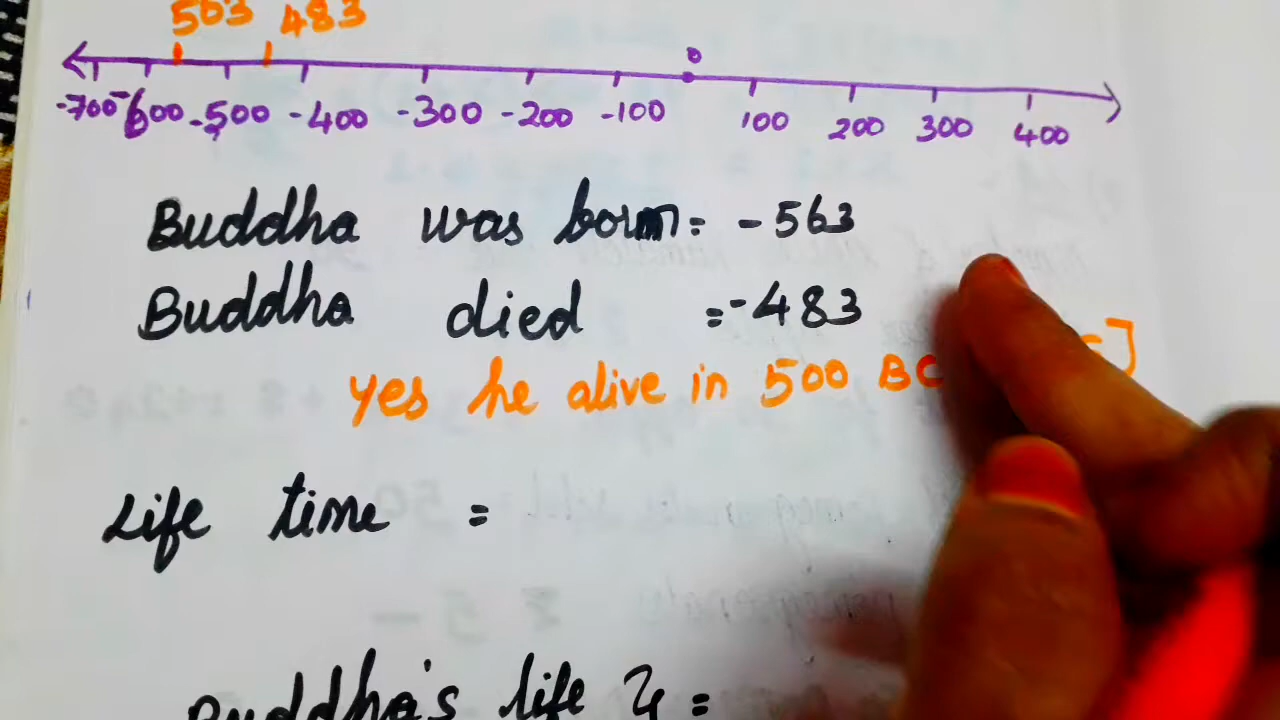 563 483
0
-700 -600 -500 -400 -300 -200 -100 100 200 300 400
Buddha was born = -563
Buddha died = -483
Yes he alive in 500 BC ]
Life time =
Buddha's life =